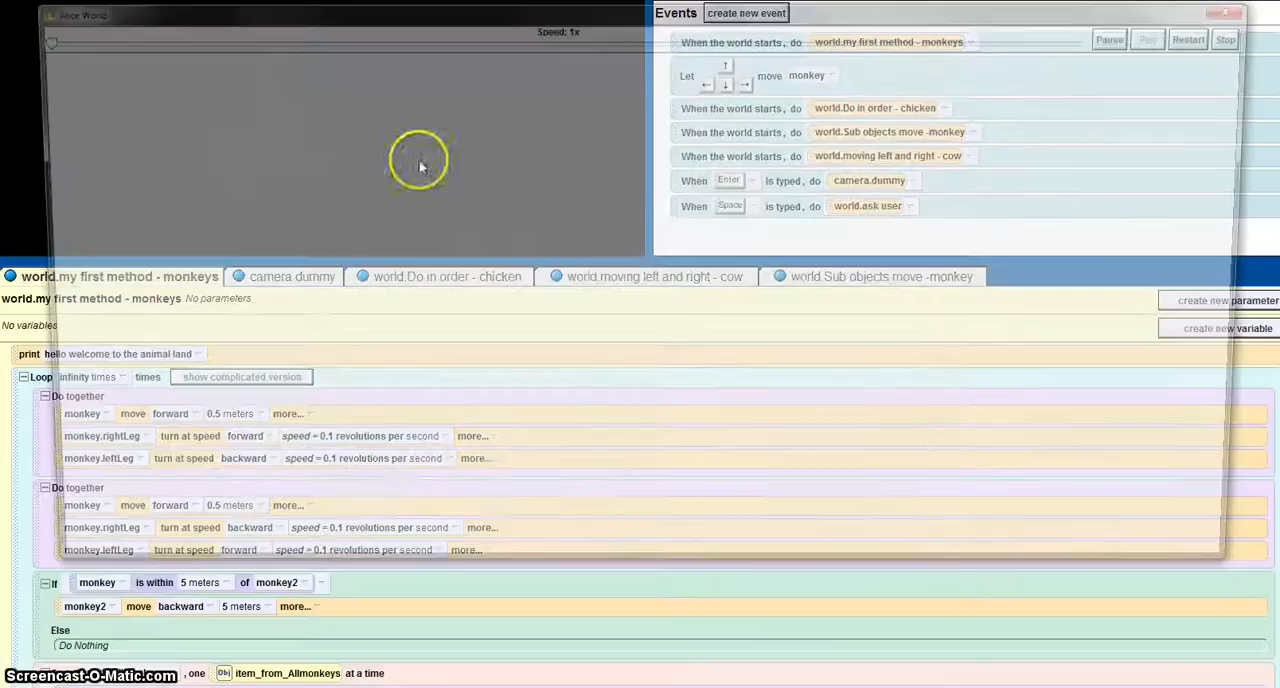 Alice World
Speed: 1x
Events create new event
When the world starts, do world.my first method - monkeys
Pause Play Restart Stop
Let ↑ ← ↓ → move monkey
When the world starts, do world.Do in order - chicken
When the world starts, do world.Sub objects move -monkey
When the world starts, do world.moving left and right - cow
When Enter is typed, do camera.dummy
When Space is typed, do world.ask user
world.my first method - monkeys camera dummy world.Do in order - chicken world moving left and right - cow world Sub objects move -monkey
world.my first method - monkeys No parameters
create new parameter
No variables
create new variable
print hello welcome to the animal land
Loop infinity times times show complicated version
Do together
monkey move forward 0.5 meters more...
monkey.rightLeg turn at speed forward speed = 0.1 revolutions per second more...
monkey.leftLeg turn at speed backward speed = 0.1 revolutions per second more...
Do together
monkey move forward 0.5 meters more...
monkey.rightLeg turn at speed backward speed = 0.1 revolutions per second more...
monkey.leftLeg turn at speed forward speed = 0.1 revolutions per second more...
If monkey is within 5 meters of monkey2
monkey2 move backward 5 meters more...
Else
Do Nothing
, one Obj item_from_Allmonkeys at a time
Screencast-O-Matic.com